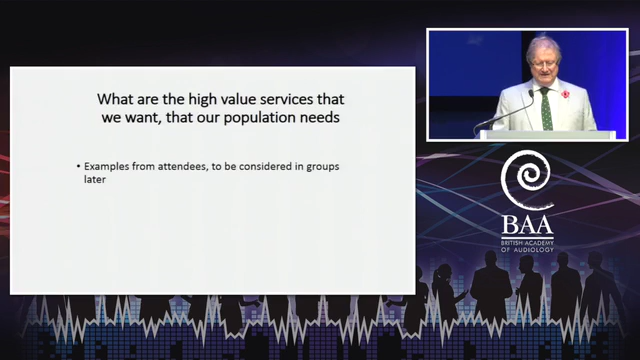 What are the high value services that
we want, that our population needs
• Examples from attendees, to be considered in groups
later
BAA
BRITISH ACADEMY
OF AUDIOLOGY